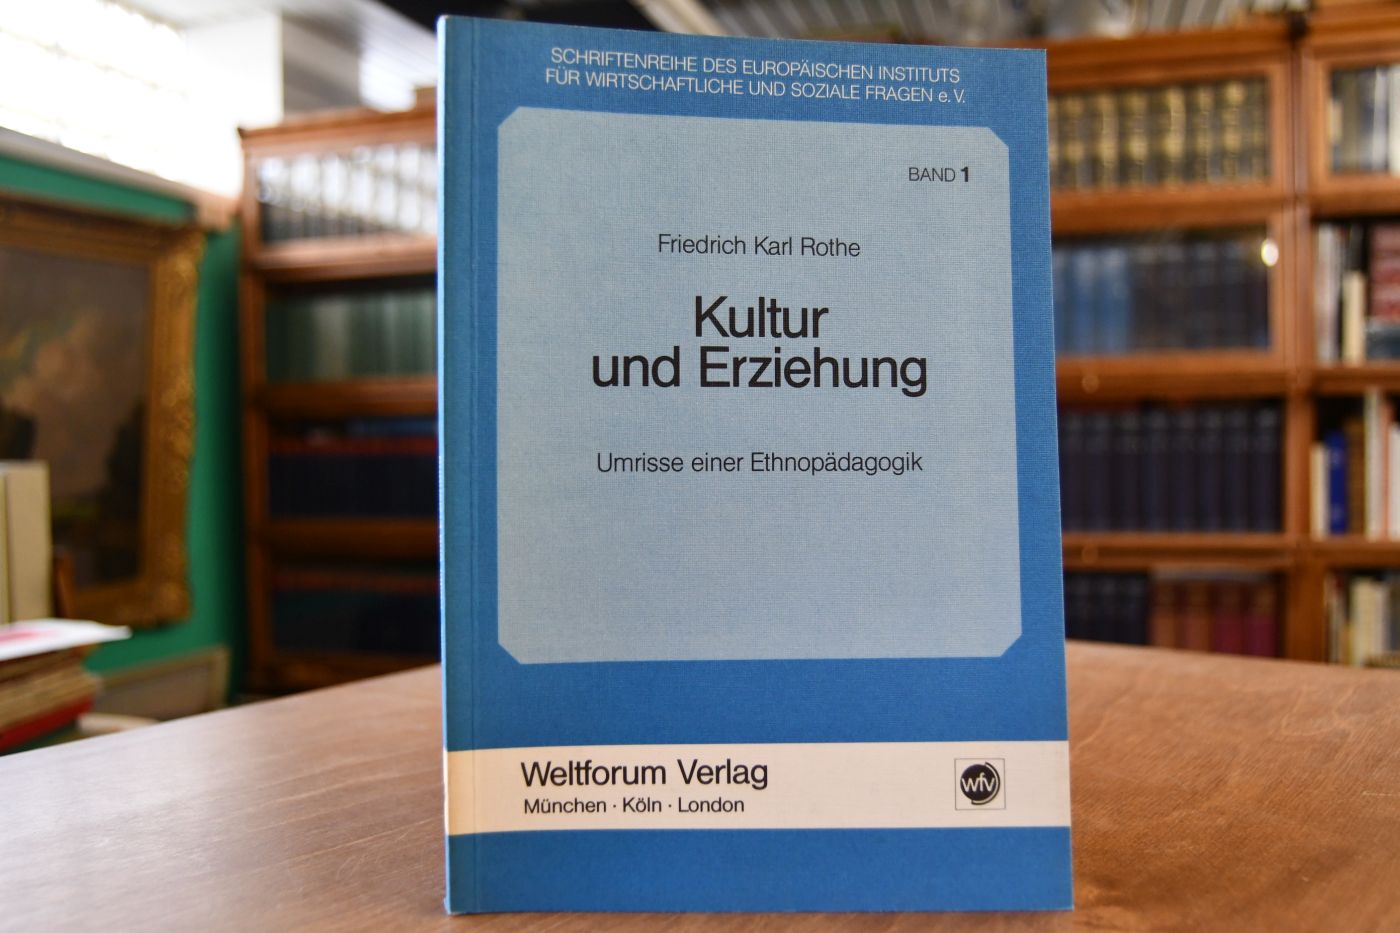 SCHRIFTENREIHE DES EUROPÄISCHEN INSTITUTS
FÜR WIRTSCHAFTLICHE UND SOZIALE FRAGEN e. V.
BAND 1
Friedrich Karl Rothe
Kultur
und Erziehung
Umrisse einer Ethnopädagogik
Weltforum Verlag
München · Köln · London
wfv